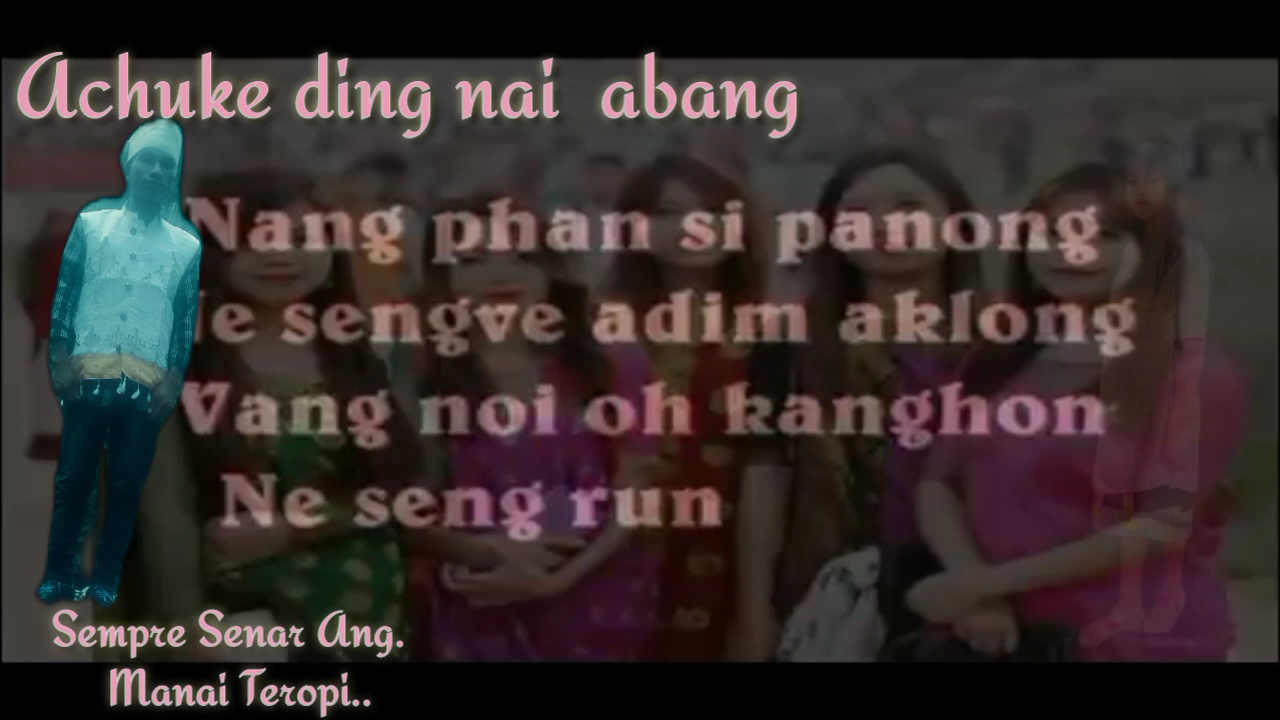 Achuke ding nai abang
Nang phan si panong
Ne sengve adim aklong
Vang noi oh kanghon
Ne seng run
Sempre Senar Ang.
Manai Teropi..